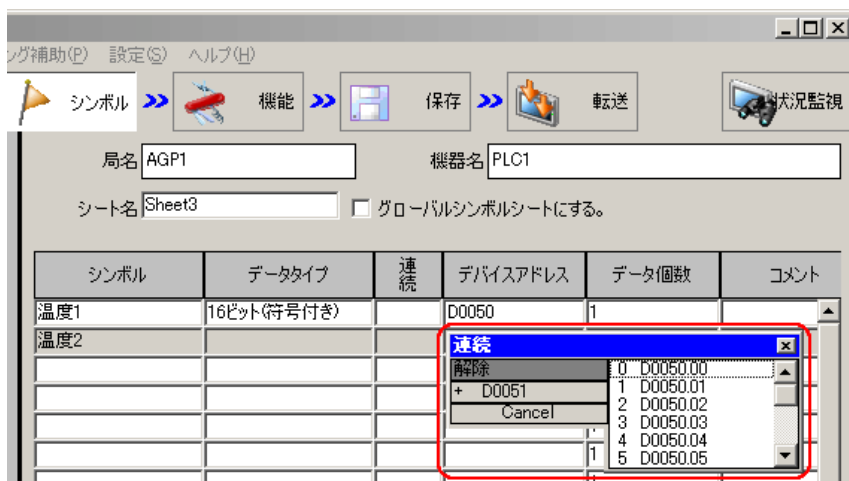 ング補助(P) 設定(S) ヘルプ(H)
シンボル 機能 保存 転送 状況監視
局名 AGP1 機器名 PLC1
シート名 Sheet3 グローバルシンボルシートにする。
シンボル データタイプ 連続 デバイスアドレス データ個数 コメント
温度1 16ビット(符号付き) D0050 1
温度2
連続
解除
+ D0051
Cancel
0 D0050.00
1 D0050.01
2 D0050.02
3 D0050.03
4 D0050.04
5 D0050.05
1